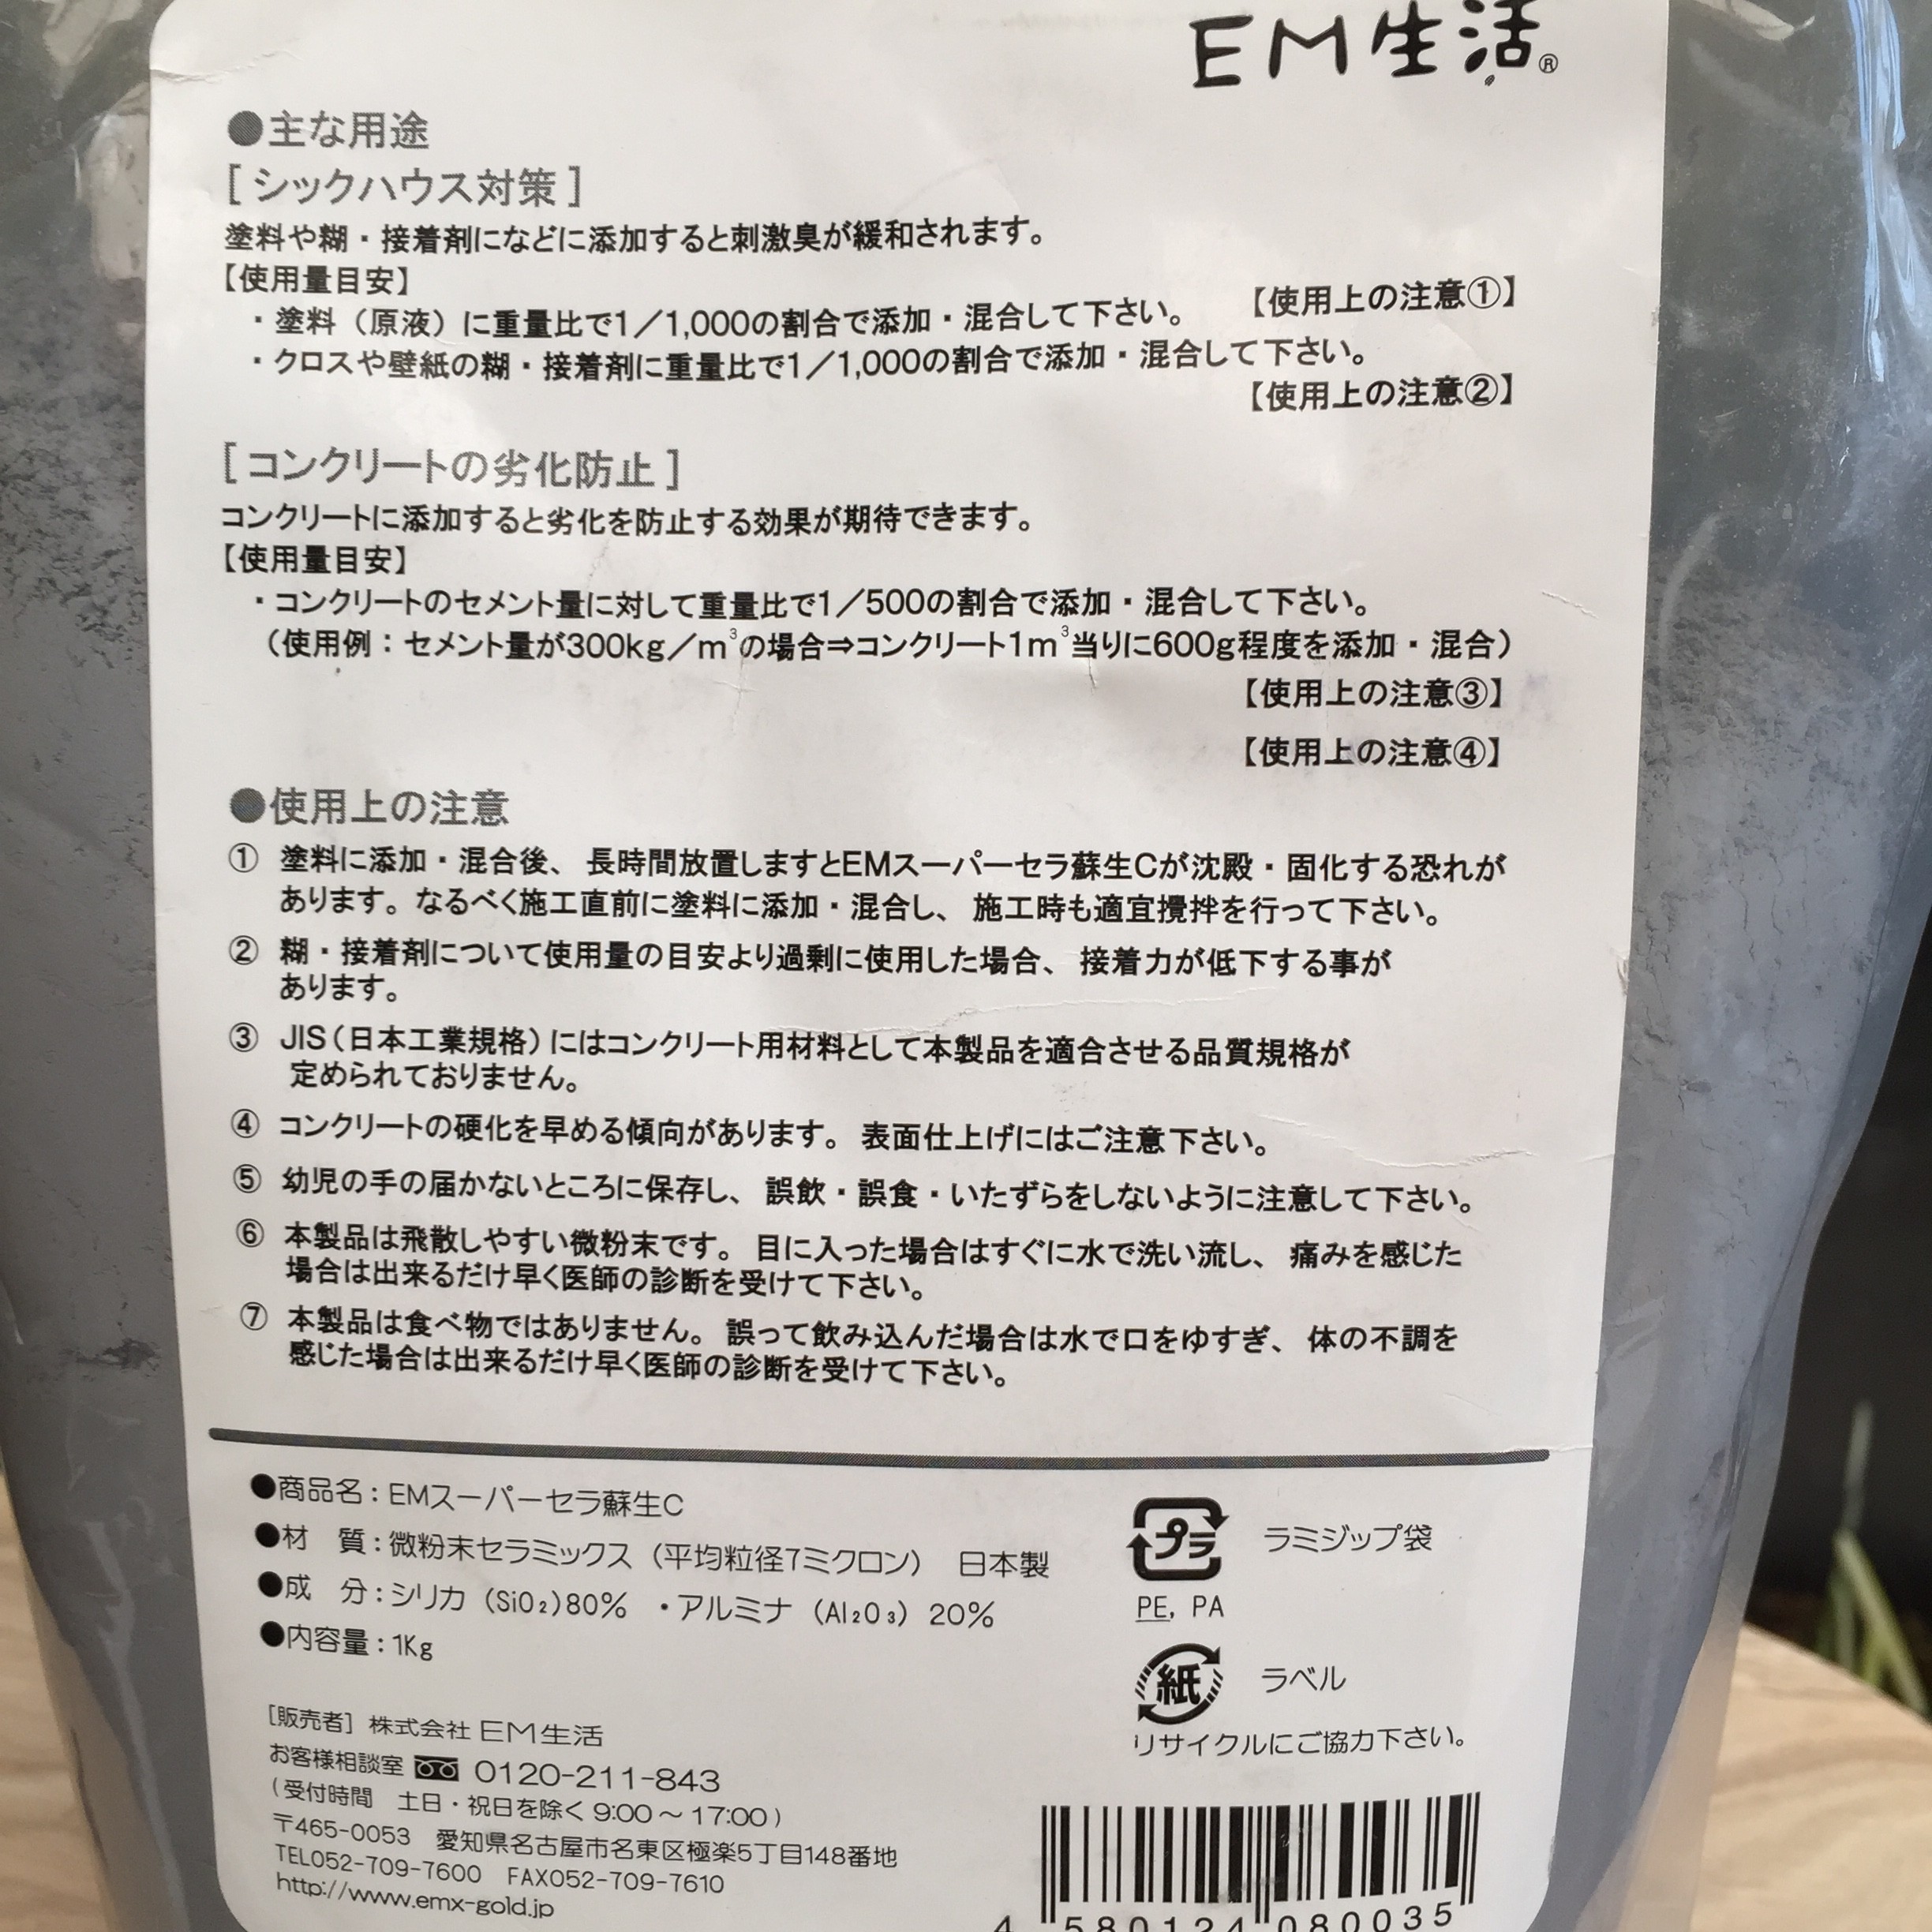 EM生活®
●主な用途
[シックハウス対策]
塗料や糊・接着剤になどに添加すると刺激臭が緩和されます。
【使用量目安】
・塗料（原液）に重量比で1／1,000の割合で添加・混合して下さい。　【使用上の注意①】
・クロスや壁紙の糊・接着剤に重量比で1／1,000の割合で添加・混合して下さい。
【使用上の注意②】
[コンクリートの劣化防止]
コンクリートに添加すると劣化を防止する効果が期待できます。
【使用量目安】
・コンクリートのセメント量に対して重量比で1／500の割合で添加・混合して下さい。
（使用例：セメント量が300kg／m³の場合⇒コンクリート1m³当りに600g程度を添加・混合）
【使用上の注意③】
【使用上の注意④】
●使用上の注意
① 塗料に添加・混合後、長時間放置しますとEMスーパーセラ蘇生Cが沈殿・固化する恐れが
あります。なるべく施工直前に塗料に添加・混合し、施工時も適宜攪拌を行って下さい。
② 糊・接着剤について使用量の目安より過剰に使用した場合、接着力が低下する事が
あります。
③ JIS（日本工業規格）にはコンクリート用材料として本製品を適合させる品質規格が
定められておりません。
④ コンクリートの硬化を早める傾向があります。表面仕上げにはご注意下さい。
⑤ 幼児の手の届かないところに保存し、誤飲・誤食・いたずらをしないように注意して下さい。
⑥ 本製品は飛散しやすい微粉末です。目に入った場合はすぐに水で洗い流し、痛みを感じた
場合は出来るだけ早く医師の診断を受けて下さい。
⑦ 本製品は食べ物ではありません。誤って飲み込んだ場合は水で口をゆすぎ、体の不調を
感じた場合は出来るだけ早く医師の診断を受けて下さい。
●商品名：EMスーパーセラ蘇生C
●材　質：微粉末セラミックス（平均粒径7ミクロン）　日本製
●成　分：シリカ（SiO₂）80%　・アルミナ（Al₂O₃）20%
●内容量：1Kg
プラ　ラミジップ袋
PE, PA
紙　ラベル
リサイクルにご協力下さい。
[販売者] 株式会社 EM生活
お客様相談室 0120-211-843
（受付時間　土日・祝日を除く 9:00～17:00）
〒465-0053　愛知県名古屋市名東区極楽5丁目148番地
TEL052-709-7600　FAX052-709-7610
http://www.emx-gold.jp
4 580124 080035